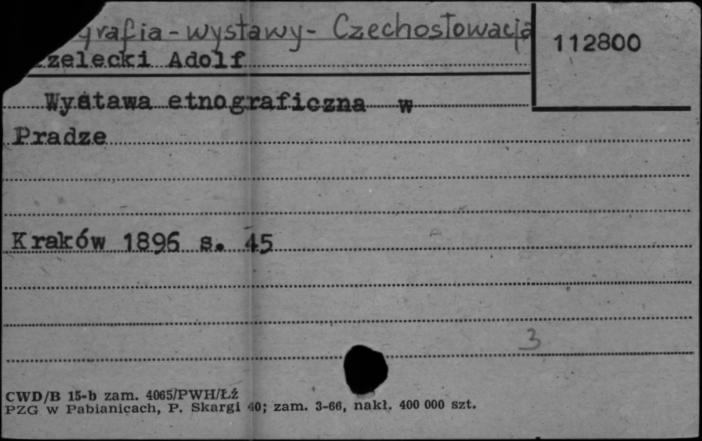 grafia - wystawy - Czechosłowacja
zelecki Adolf
112800
Wystawa etnograficzna w
Pradze
Kraków 1896 s. 45
3
CWD/B 15-b zam. 4065/PWH/Łź
PZG w Pabianicach, P. Skargi 40; zam. 3-66, nakł. 400 000 szt.